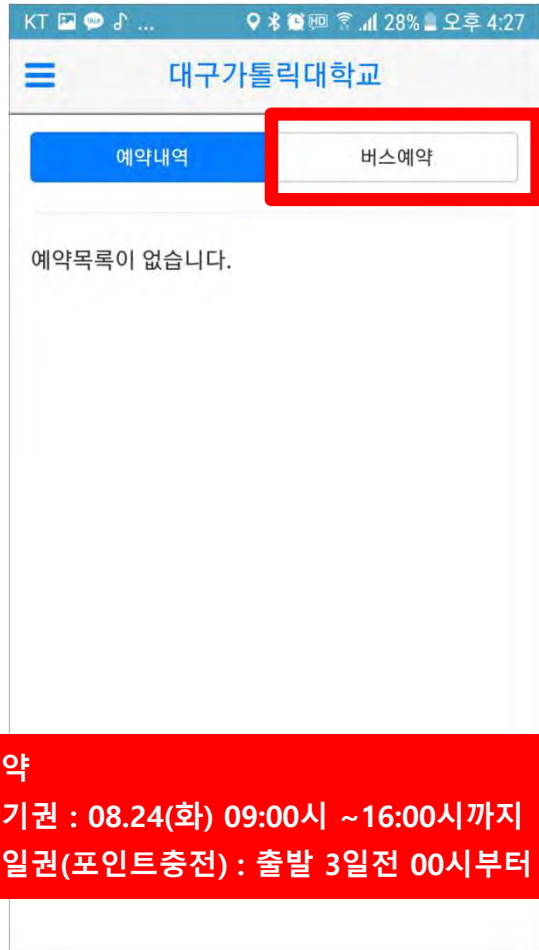 KT ... HD 28% 오후 4:27
대구가톨릭대학교
예약내역 버스예약
예약목록이 없습니다.
약
기권 : 08.24(화) 09:00시 ~16:00시까지
일권(포인트충전) : 출발 3일전 00시부터